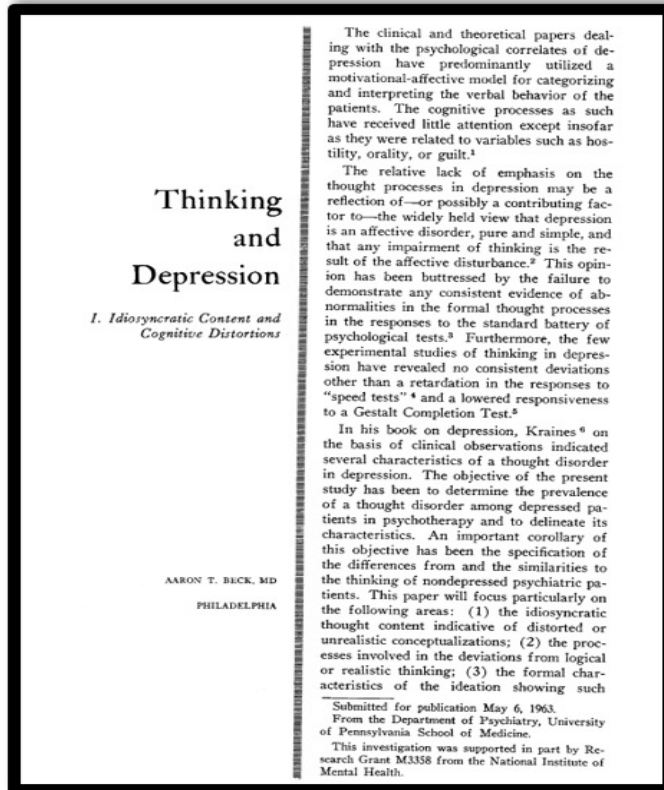 Thinking
and
Depression
I. Idiosyncratic Content and
Cognitive Distortions
AARON T. BECK, MD
PHILADELPHIA
The clinical and theoretical papers deal-
ing with the psychological correlates of de-
pression have predominantly utilized a
motivational-affective model for categorizing
and interpreting the verbal behavior of the
patients. The cognitive processes as such
have received little attention except insofar
as they were related to variables such as hos-
tility, orality, or guilt.¹
The relative lack of emphasis on the
thought processes in depression may be a
reflection of—or possibly a contributing fac-
tor to—the widely held view that depression
is an affective disorder, pure and simple, and
that any impairment of thinking is the re-
sult of the affective disturbance.² This opin-
ion has been buttressed by the failure to
demonstrate any consistent evidence of ab-
normalities in the formal thought processes
in the responses to the standard battery of
psychological tests.³ Furthermore, the few
experimental studies of thinking in depres-
sion have revealed no consistent deviations
other than a retardation in the responses to
"speed tests" ⁴ and a lowered responsiveness
to a Gestalt Completion Test.⁵
In his book on depression, Kraines ⁶ on
the basis of clinical observations indicated
several characteristics of a thought disorder
in depression. The objective of the present
study has been to determine the prevalence
of a thought disorder among depressed pa-
tients in psychotherapy and to delineate its
characteristics. An important corollary of
this objective has been the specification of
the differences from and the similarities to
the thinking of nondepressed psychiatric pa-
tients. This paper will focus particularly on
the following areas: (1) the idiosyncratic
thought content indicative of distorted or
unrealistic conceptualizations; (2) the proc-
esses involved in the deviations from logical
or realistic thinking; (3) the formal char-
acteristics of the ideation showing such
Submitted for publication May 6, 1963.
From the Department of Psychiatry, University
of Pennsylvania School of Medicine.
This investigation was supported in part by Re-
search Grant M3358 from the National Institute of
Mental Health.